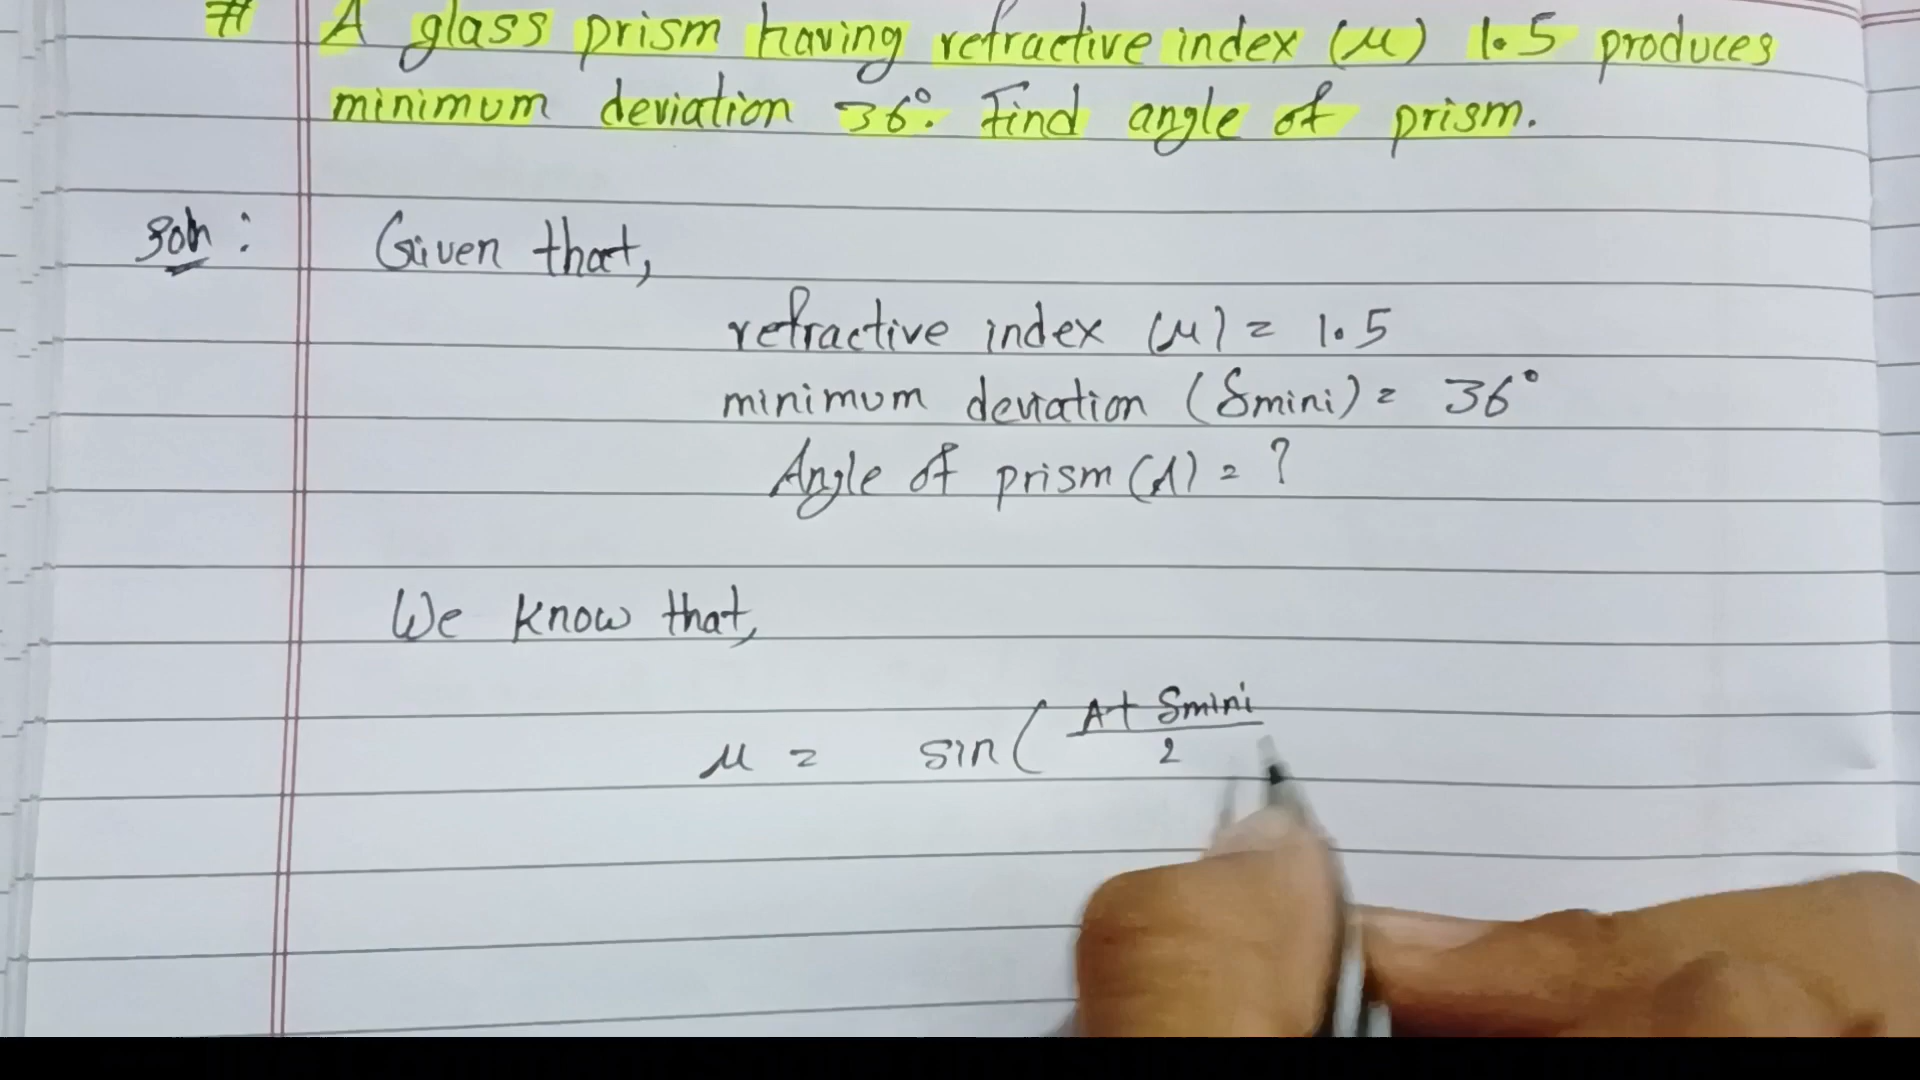 # A glass prism having refractive index (μ) 1.5 produces
minimum deviation 36°. Find angle of prism.
Soln: Given that,
refractive index (μ) = 1.5
minimum deviation (δmini) = 36°
Angle of prism (A) = ?
We know that,
μ = sin( A + δmini / 2